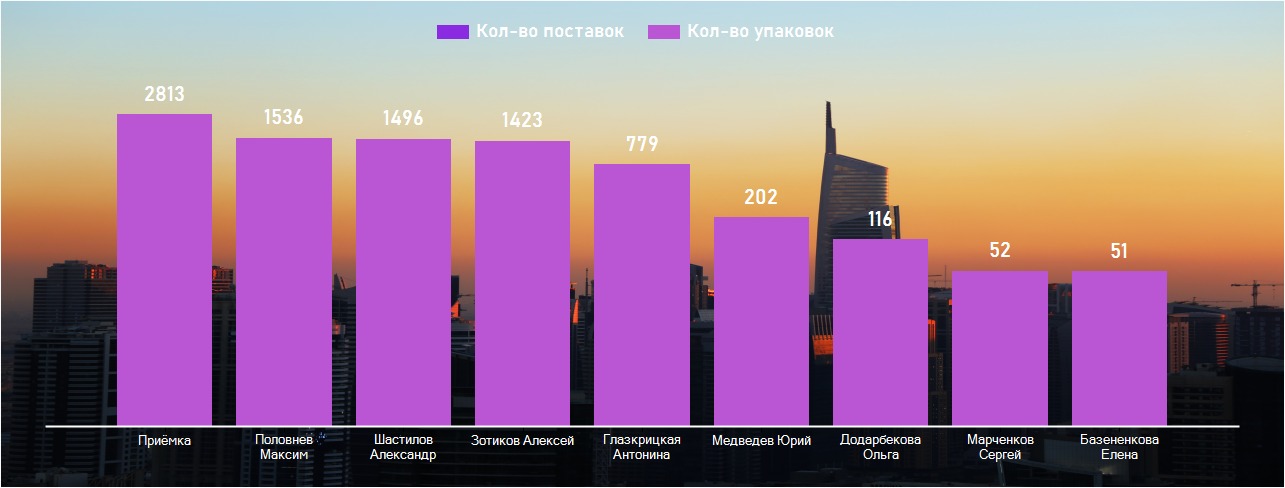 Кол-во поставок Кол-во упаковок
2813
1536
1496
1423
779
202
116
52
51
Приёмка
Половнев
Максим
Шастилов
Александр
Зотиков Алексей
Глазкрицкая
Антонина
Медведев Юрий
Додарбекова
Ольга
Марченков
Сергей
Базененкова
Елена